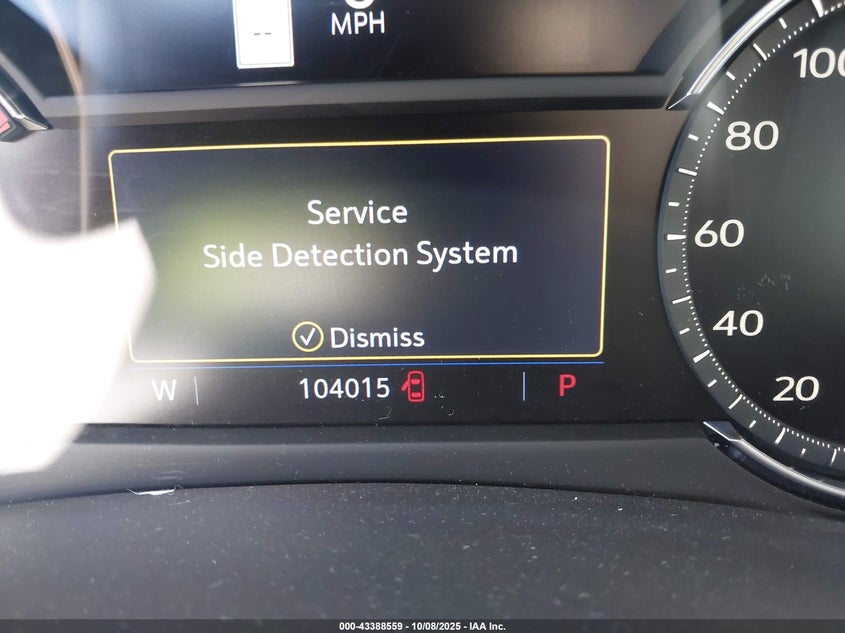 --
MPH
100
80
60
40
20
Service
Side Detection System
Dismiss
W
104015
P
000-43388559 - 10/08/2025 - IAA Inc.